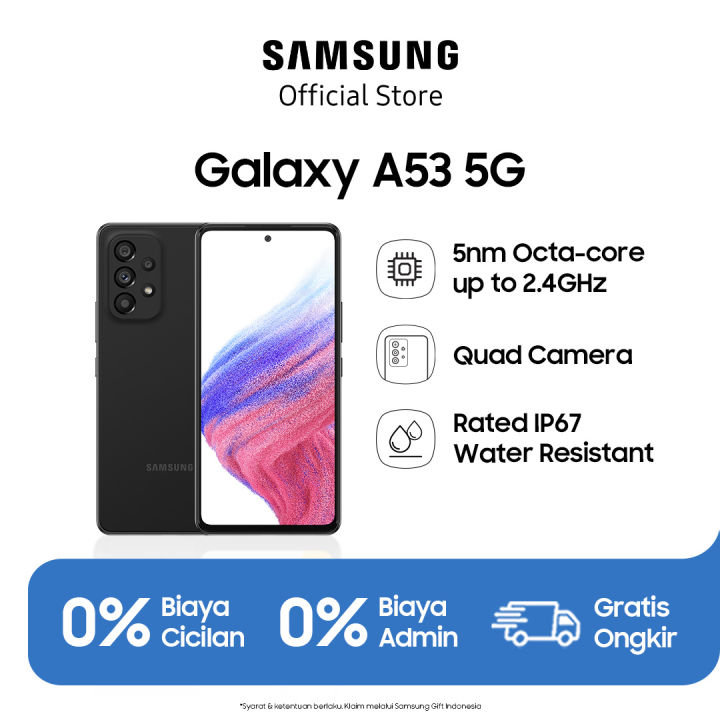 SAMSUNG
Official Store
Galaxy A53 5G
5nm Octa-core
up to 2.4GHz
Quad Camera
Rated IP67
Water Resistant
SAMSUNG
0% Biaya
Cicilan
0% Biaya
Admin
Gratis
Ongkir
*Syarat & ketentuan berlaku. Klaim melalui Samsung Gift Indonesia